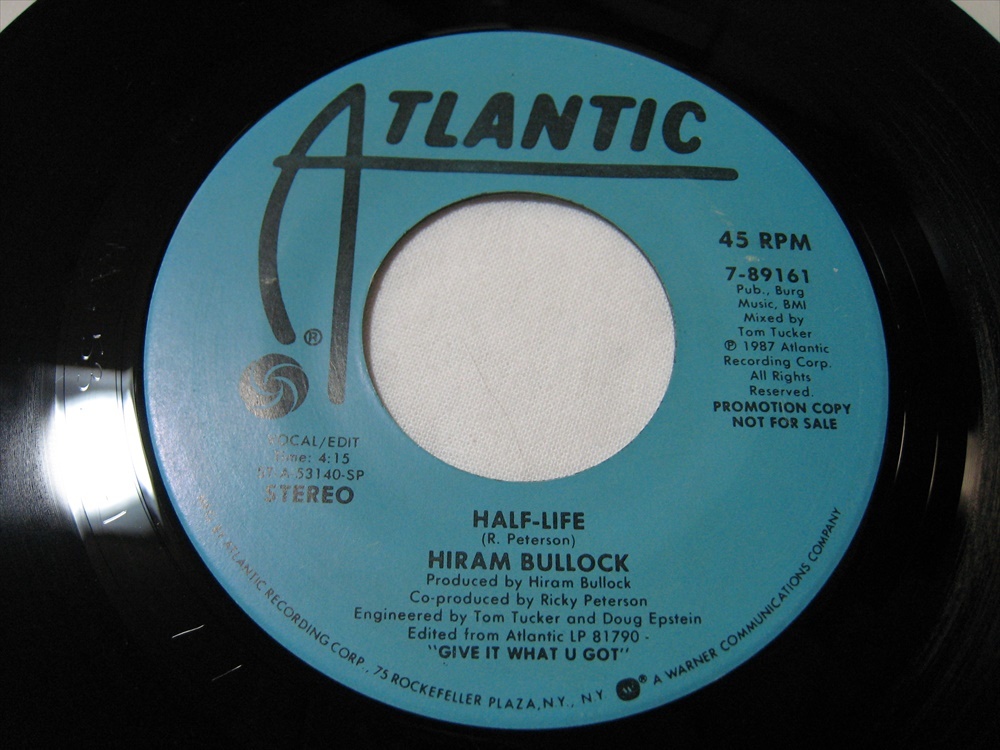 ATLANTIC
®
45 RPM
7-89161
Pub., Burg
Music, BMI
Mixed by
Tom Tucker
℗ 1987 Atlantic
Recording Corp.
All Rights
Reserved.
PROMOTION COPY
NOT FOR SALE
VOCAL/EDIT
Time: 4:15
A-53140-SP
STEREO
HALF-LIFE
(R. Peterson)
HIRAM BULLOCK
Produced by Hiram Bullock
Co-produced by Ricky Peterson
Engineered by Tom Tucker and Doug Epstein
Edited from Atlantic LP 81790 -
"GIVE IT WHAT U GOT"
BY ATLANTIC RECORDING CORP., 75 ROCKEFELLER PLAZA, N.Y., N.Y. ® A WARNER COMMUNICATIONS COMPANY